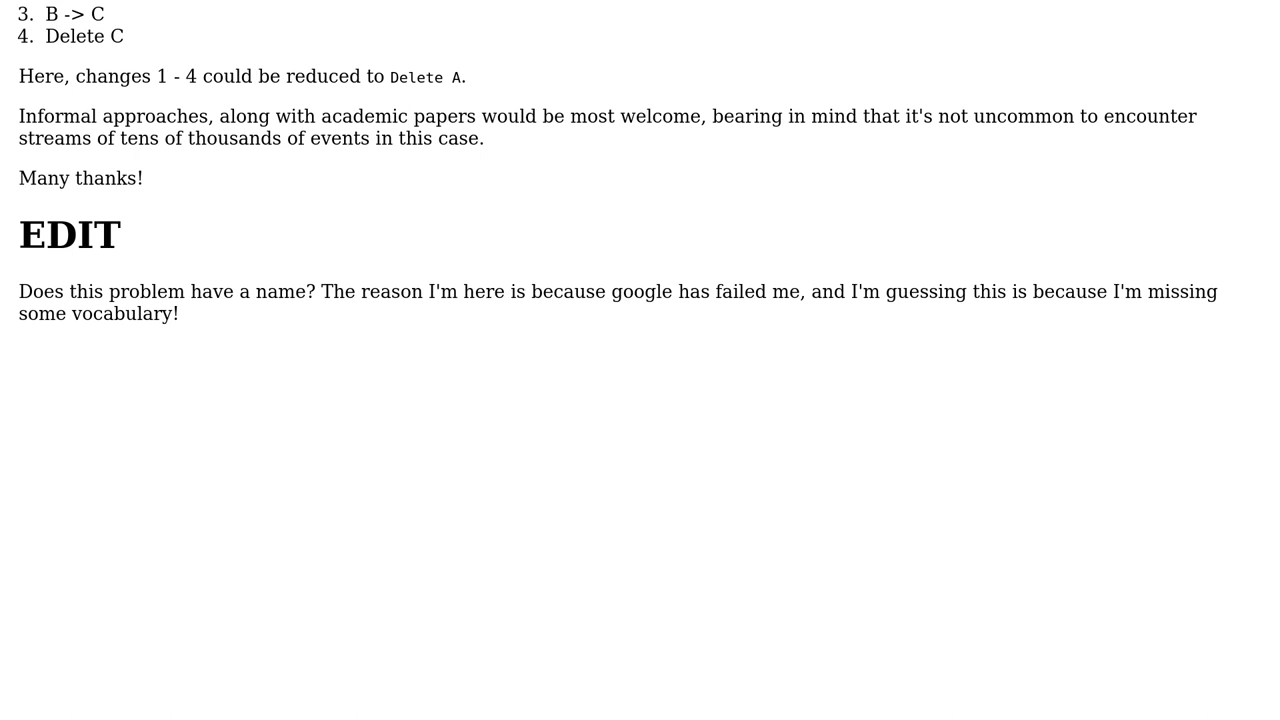 3. B -> C
4. Delete C
Here, changes 1 - 4 could be reduced to Delete A.
Informal approaches, along with academic papers would be most welcome, bearing in mind that it's not uncommon to encounter
streams of tens of thousands of events in this case.
Many thanks!
EDIT
Does this problem have a name? The reason I'm here is because google has failed me, and I'm guessing this is because I'm missing
some vocabulary!